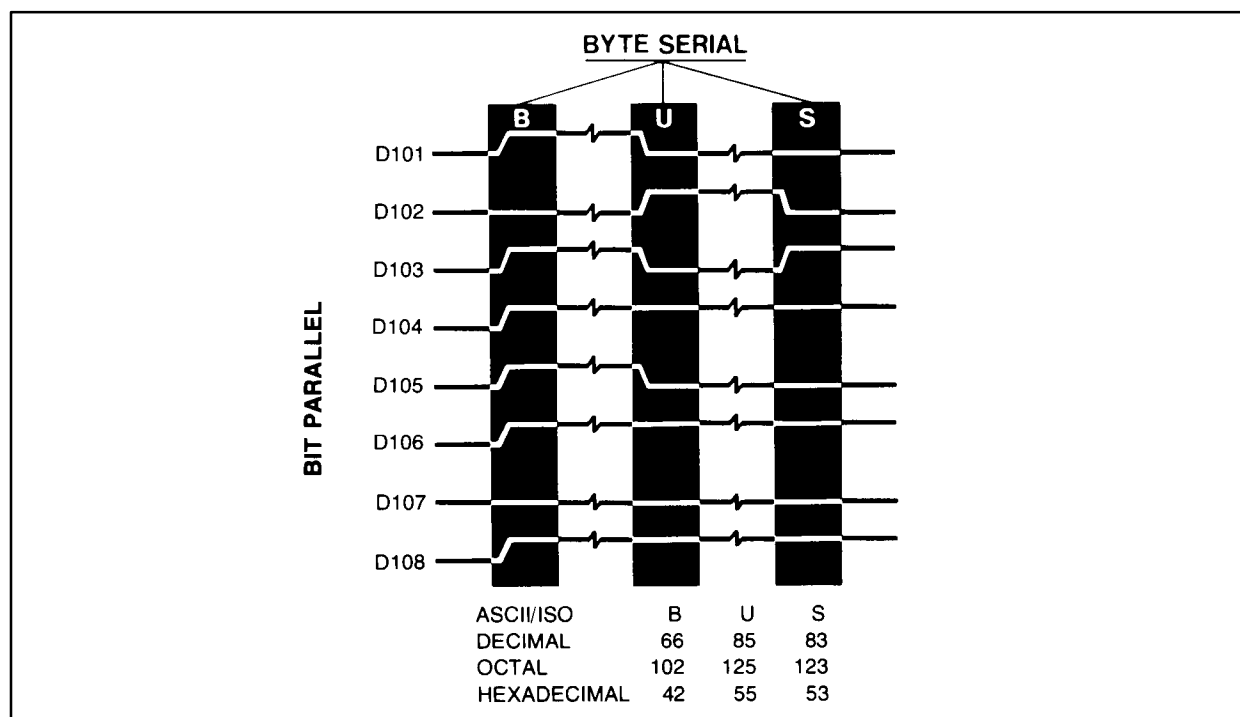 BYTE SERIAL
B U S
D101
D102
D103
D104
D105
D106
D107
D108
BIT PARALLEL
ASCII/ISO B U S
DECIMAL 66 85 83
OCTAL 102 125 123
HEXADECIMAL 42 55 53